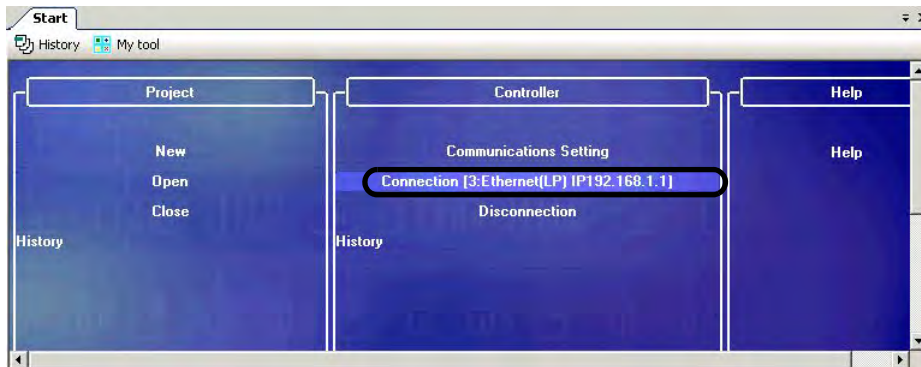 Start
History My tool
Project
New
Open
Close
History
Controller
Communications Setting
Connection [3:Ethernet(LP) IP192.168.1.1]
Disconnection
History
Help
Help